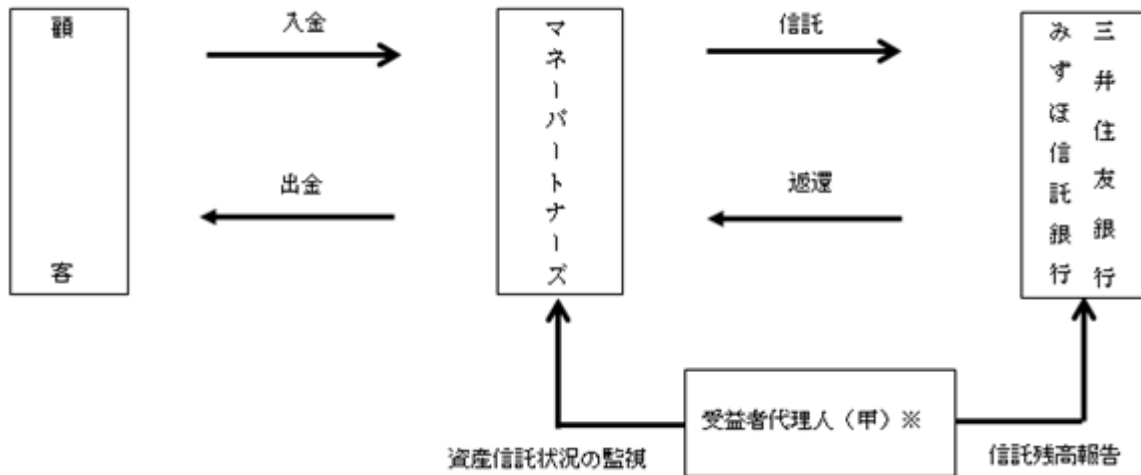 顧客
入金
出金
マネーパートナーズ
信託
返還
三井住友銀行
みずほ信託銀行
受益者代理人（甲）※
資産信託状況の監視
信託残高報告